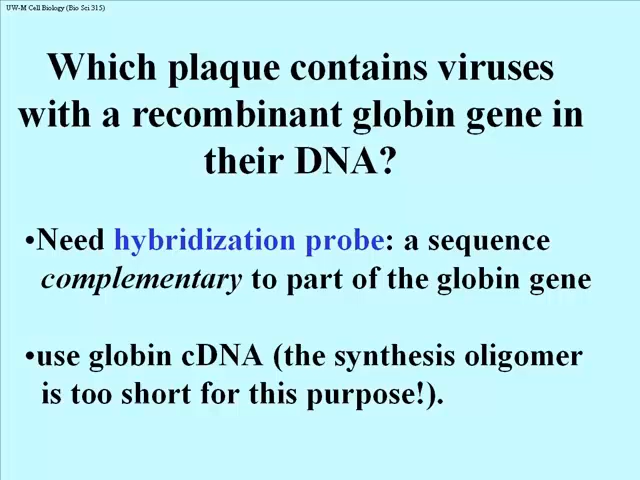 UW-M Cell Biology (Bio Sci 315)
Which plaque contains viruses
with a recombinant globin gene in
their DNA?
•Need hybridization probe: a sequence
complementary to part of the globin gene
•use globin cDNA (the synthesis oligomer
is too short for this purpose!).